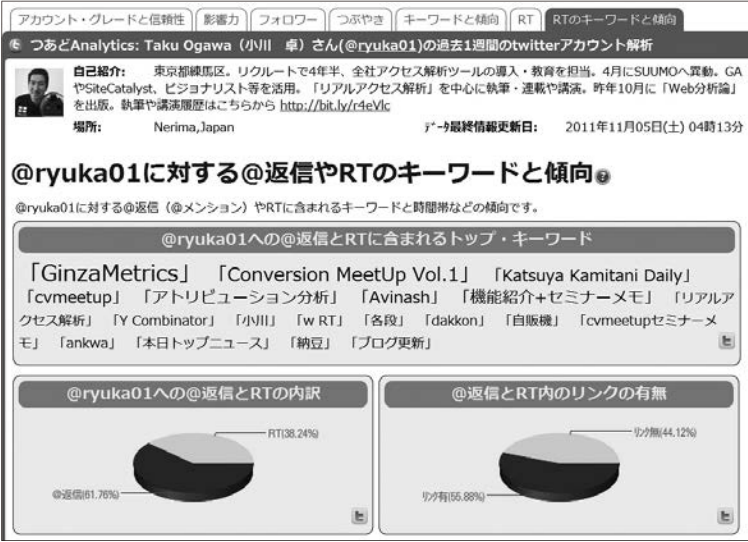 アカウント・グレードと信頼性 影響力 フォロワー つぶやき キーワードと傾向 RT RTのキーワードと傾向
つあどAnalytics: Taku Ogawa（小川　卓）さん(@ryuka01)の過去1週間のtwitterアカウント解析
自己紹介: 東京都練馬区。リクルートで4年半、全社アクセス解析ツールの導入・教育を担当。4月にSUUMOへ異動。GA
やSiteCatalyst、ビジョナリスト等を活用。「リアルアクセス解析」を中心に執筆・連載や講演。昨年10月に「Web分析論」
を出版。執筆や講演履歴はこちらから http://bit.ly/r4eVlc
場所: Nerima,Japan データ最終情報更新日: 2011年11月05日(土) 04時13分
@ryuka01に対する@返信やRTのキーワードと傾向
@ryuka01に対する@返信（@メンション）やRTに含まれるキーワードと時間帯などの傾向です。
@ryuka01への@返信とRTに含まれるトップ・キーワード
「GinzaMetrics」 「Conversion MeetUp Vol.1」 「Katsuya Kamitani Daily」
「cvmeetup」 「アトリビューション分析」 「Avinash」 「機能紹介+セミナーメモ」 「リアルア
クセス解析」 「Y Combinator」 「小川」 「w RT」 「各段」 「dakkon」 「自販機」 「cvmeetupセミナーメ
モ」 「ankwa」 「本日トップニュース」 「納豆」 「ブログ更新」
@ryuka01への@返信とRTの内訳 @返信とRT内のリンクの有無
RT(38.24%) リンク無(44.12%)
@返信(61.76%) リンク有(55.88%)